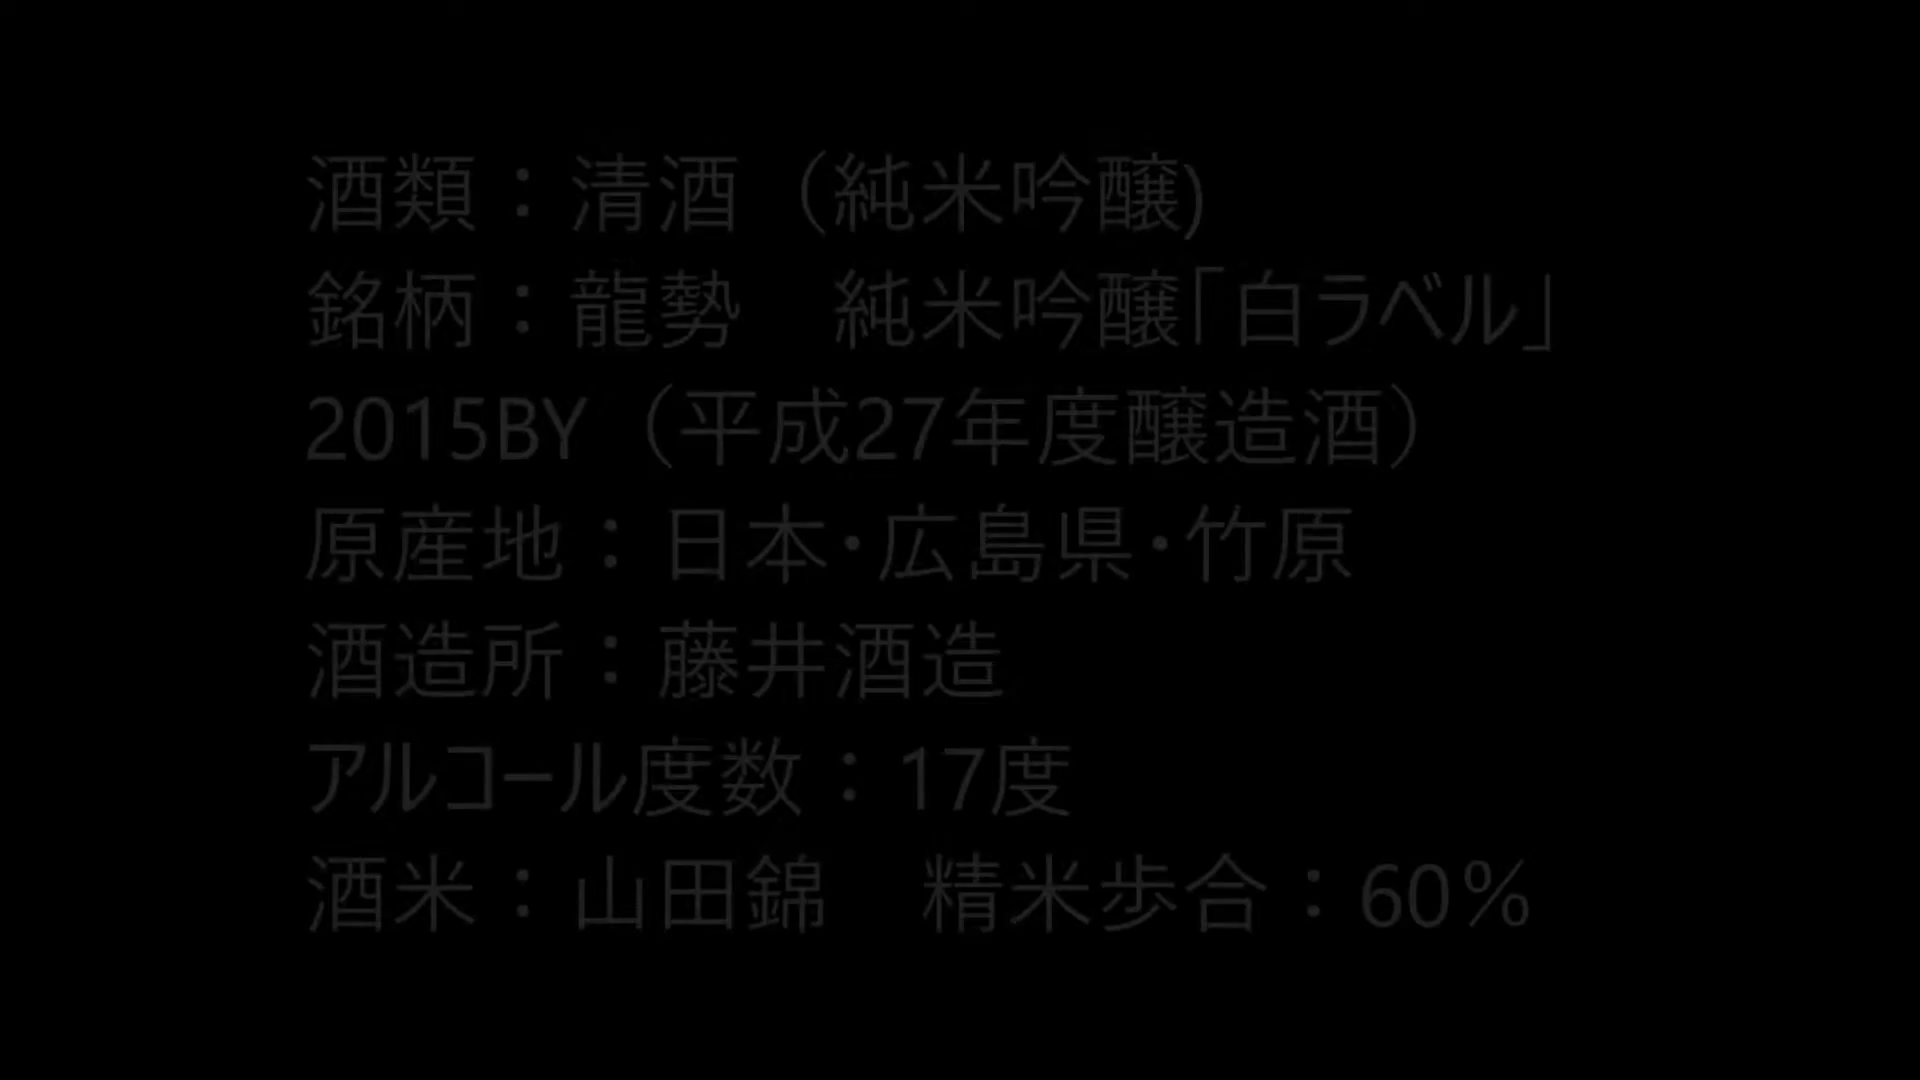 酒類：清酒（純米吟醸)
銘柄：龍勢　純米吟醸｢白ラベル｣
2015BY（平成27年度醸造酒）
原産地：日本･広島県･竹原
酒造所：藤井酒造
アルコール度数：17度
酒米：山田錦　精米歩合：60％